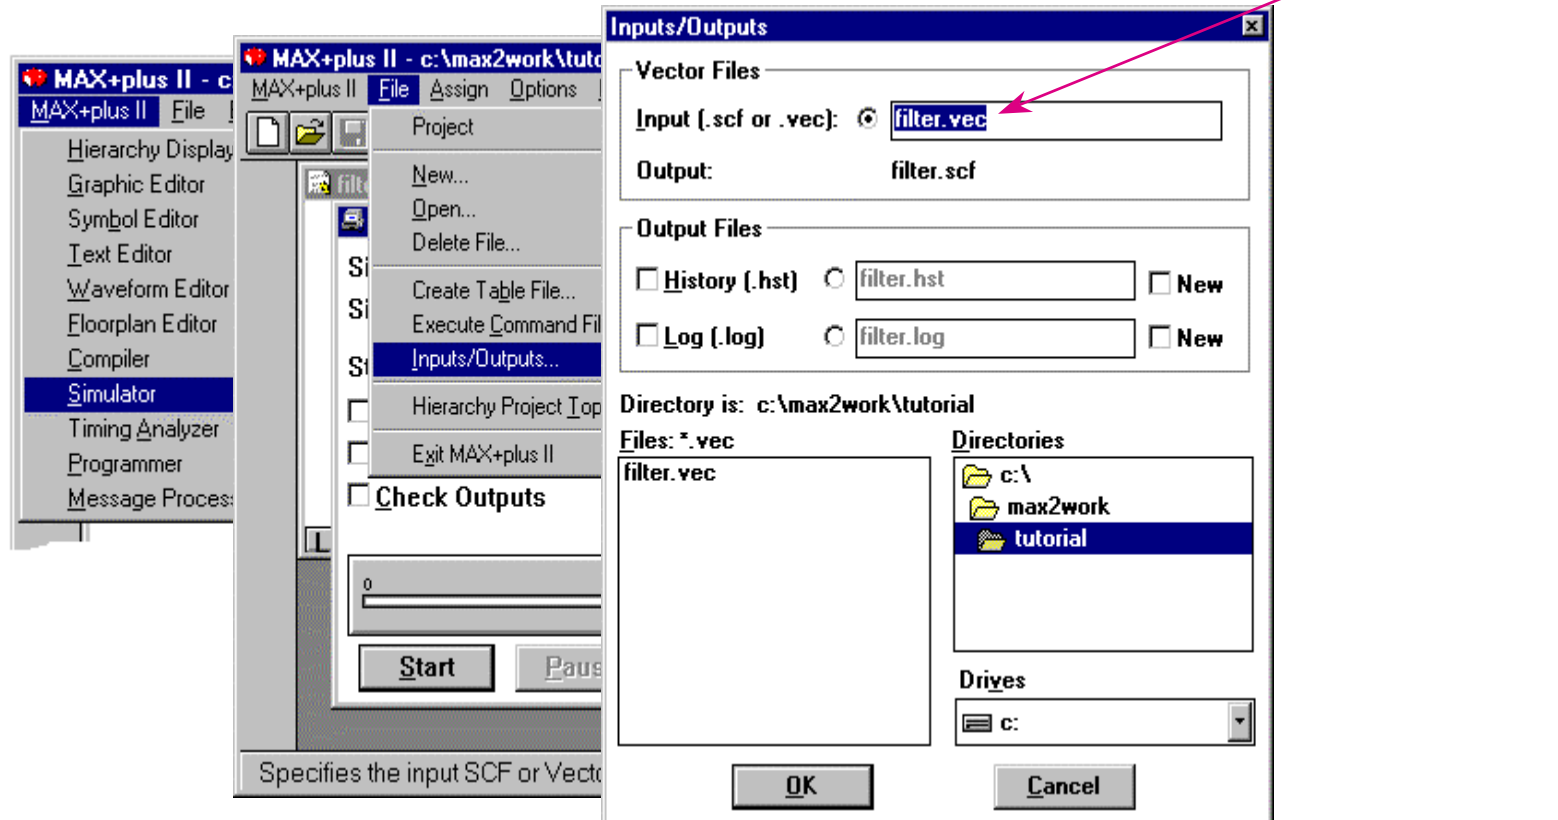 MAX+plus II - c
MAX+plus II File
Hierarchy Display
Graphic Editor
Symbol Editor
Text Editor
Waveform Editor
Floorplan Editor
Compiler
Simulator
Timing Analyzer
Programmer
Message Proces
MAX+plus II - c:\max2work\tuto
MAX+plus II File Assign Options
Project
New...
Open...
Delete File...
Create Table File...
Execute Command Fil
Inputs/Outputs...
Hierarchy Project Top
Exit MAX+plus II
filt
Si
Si
St
Check Outputs
L
0
Start Paus
Specifies the input SCF or Vecto
Inputs/Outputs
Vector Files
Input (.scf or .vec): filter.vec
Output: filter.scf
Output Files
History (.hst) filter.hst New
Log (.log) filter.log New
Directory is: c:\max2work\tutorial
Files: *.vec
filter.vec
Directories
c:\
max2work
tutorial
Drives
c:
OK Cancel